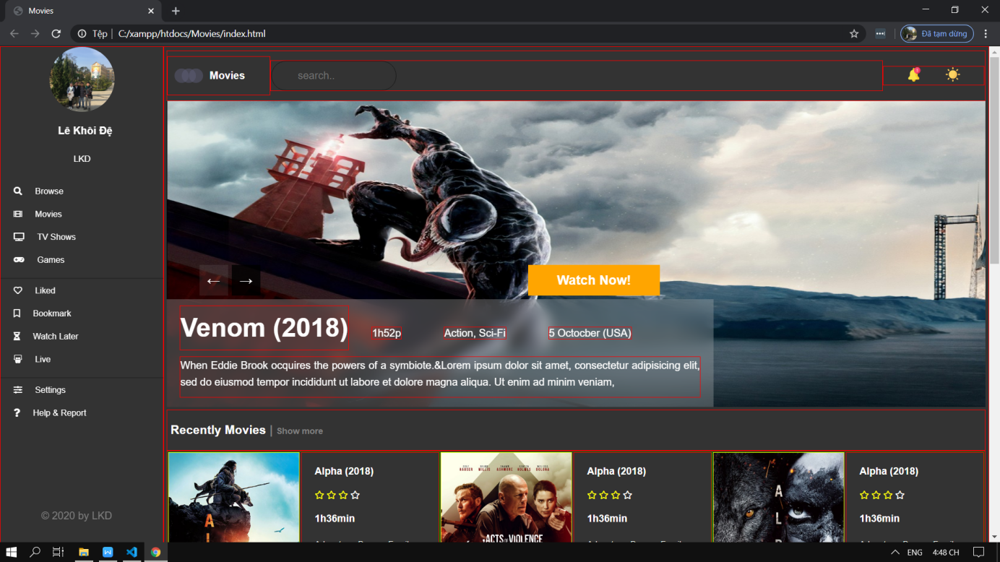 Movies
Tệp
C:/xampp/htdocs/Movies/index.html
Đã tạm dừng
Lê Khôi Đệ
LKD
Browse
Movies
TV Shows
Games
Liked
Bookmark
Watch Later
Live
Settings
Help & Report
© 2020 by LKD
Movies
search..
← →
Watch Now!
Venom (2018) 1h52p Action, Sci-Fi 5 Octocber (USA)
When Eddie Brook ocquires the powers of a symbiote.&Lorem ipsum dolor sit amet, consectetur adipisicing elit,
sed do eiusmod tempor incididunt ut labore et dolore magna aliqua. Ut enim ad minim veniam,
Recently Movies | Show more
Alpha (2018)
1h36min
ACTS OF VIOLENCE
Alpha (2018)
1h36min
Alpha (2018)
1h36min
ENG 4:48 CH